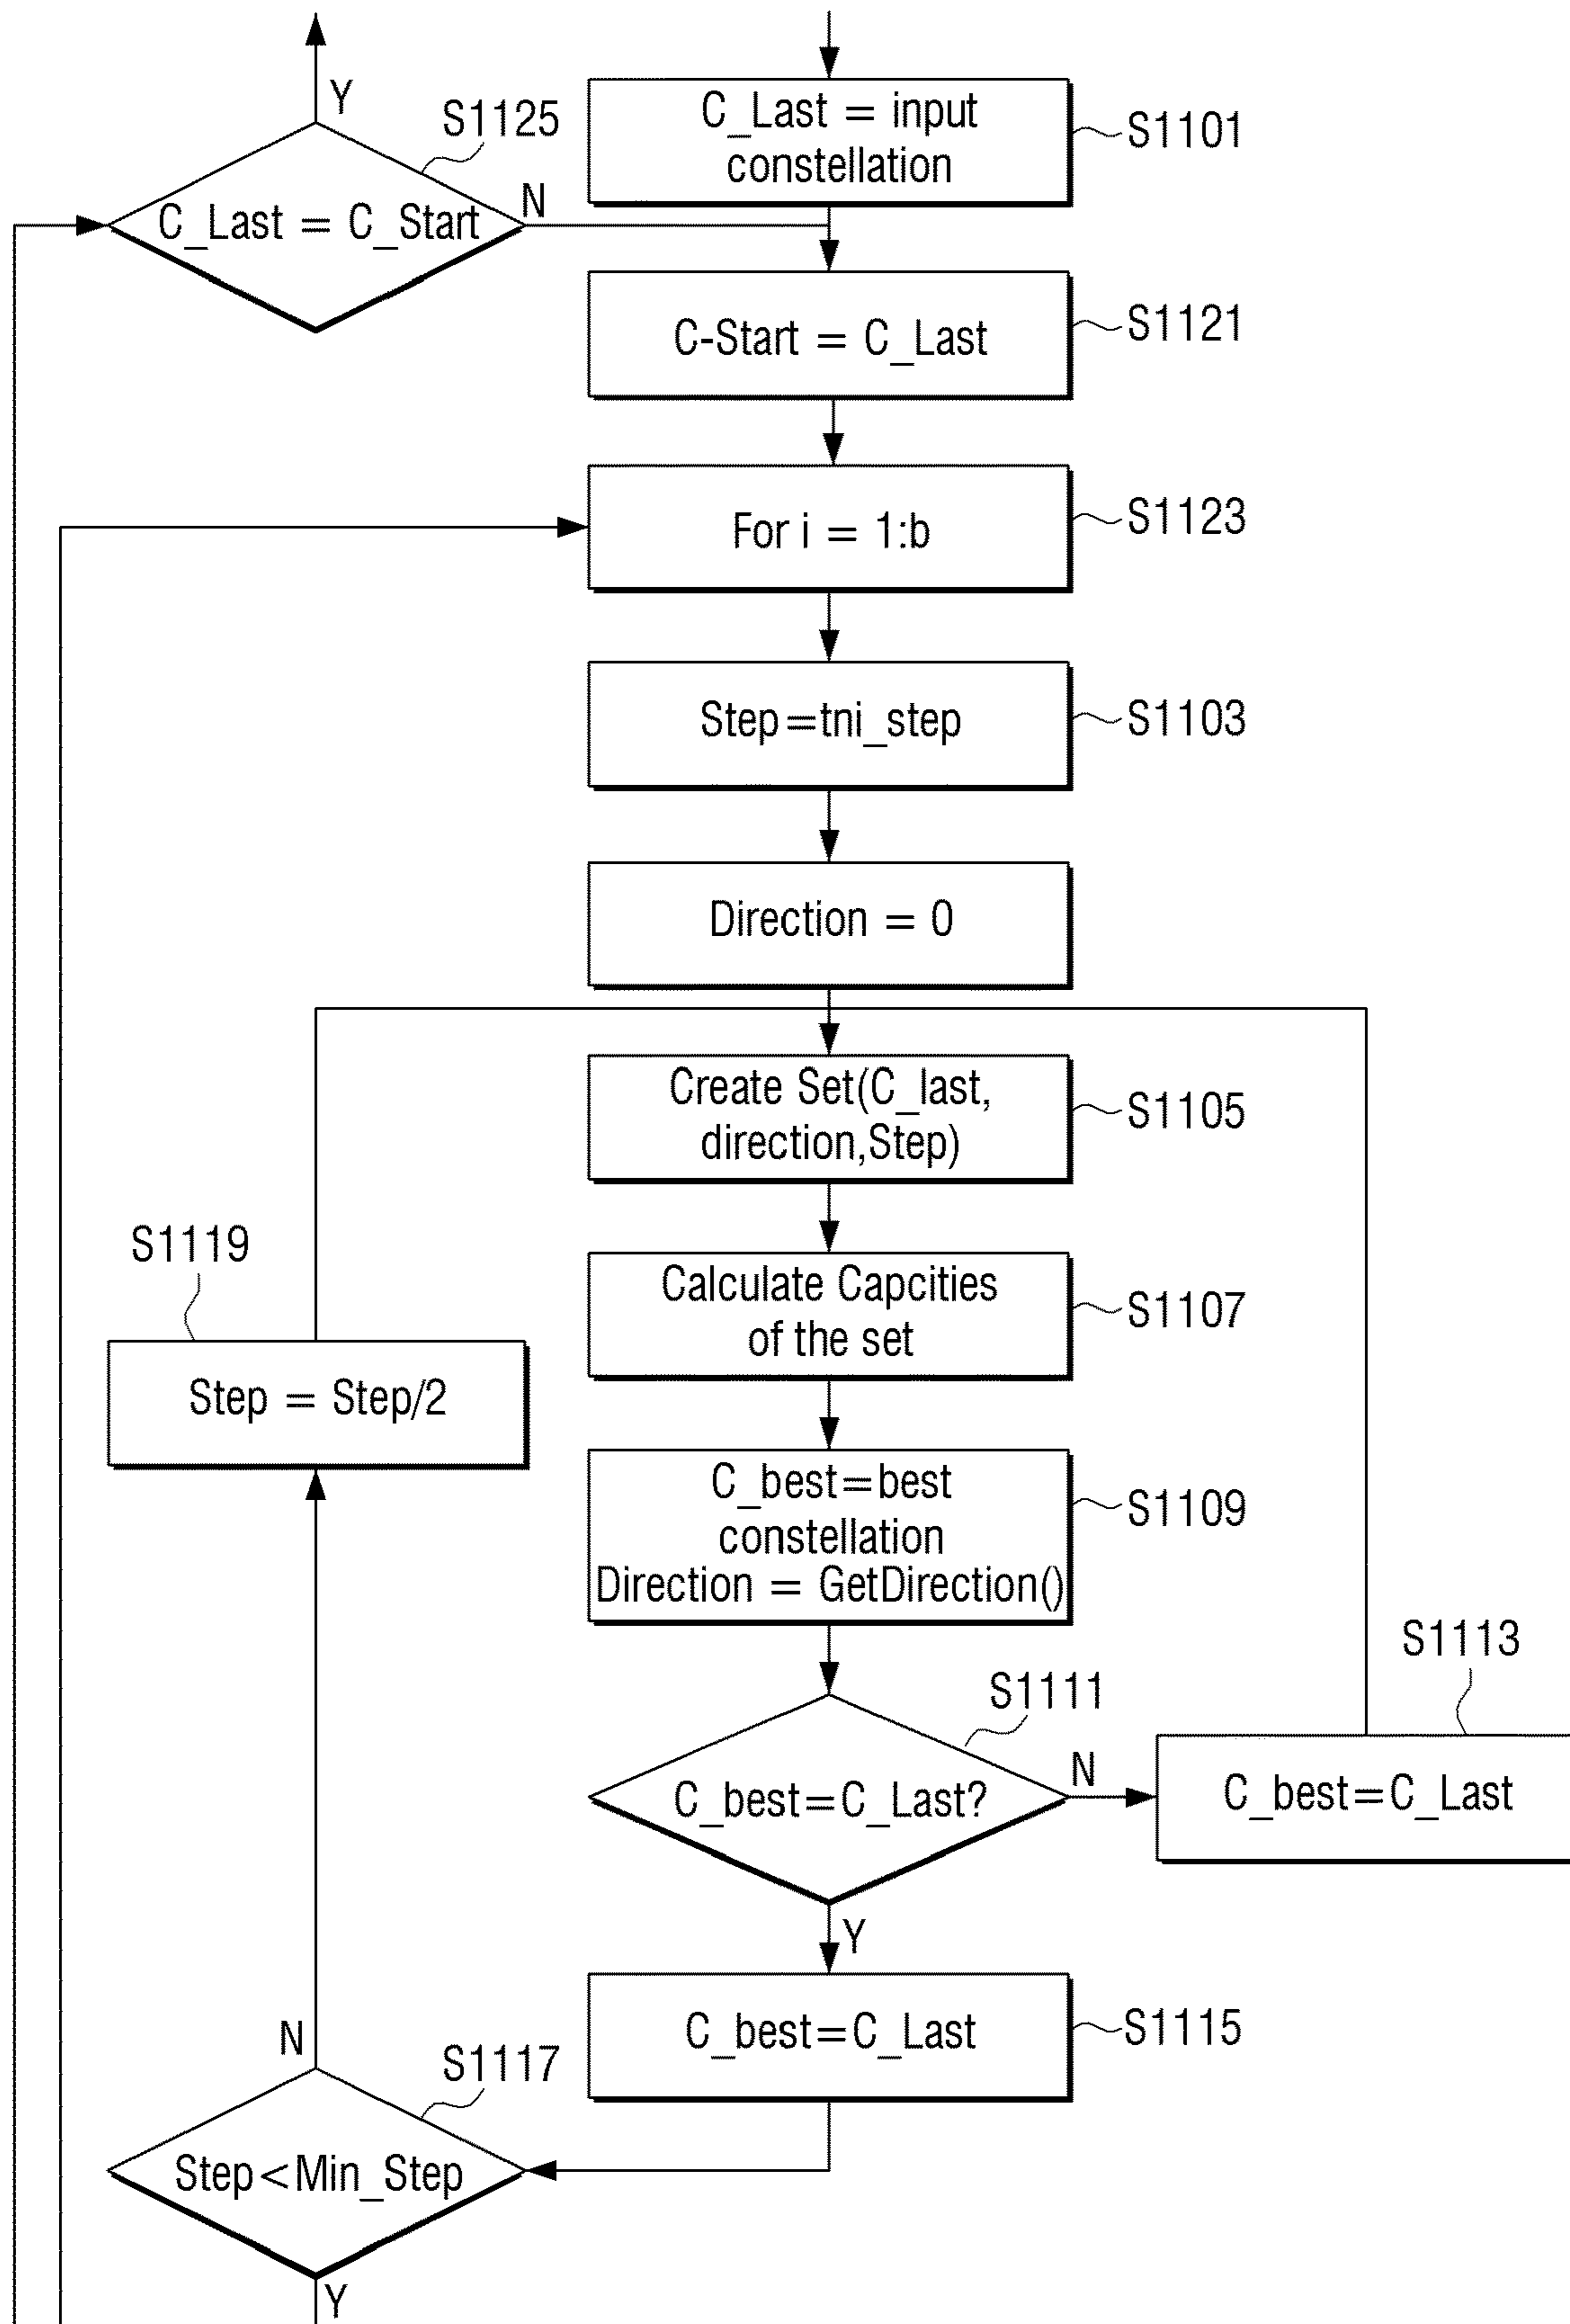 Y
S1125
C_Last = C_Start
N
C_Last = input
constellation
S1101
C-Start = C_Last
S1121
For i = 1:b
S1123
Step=tni_step
S1103
Direction = 0
Create Set(C_last,
direction,Step)
S1105
S1119
Calculate Capcities
of the set
S1107
Step = Step/2
C_best=best
constellation
Direction = GetDirection()
S1109
S1113
S1111
C_best=C_Last?
N
C_best=C_Last
Y
C_best=C_Last
S1115
N
S1117
Step<Min_Step
Y